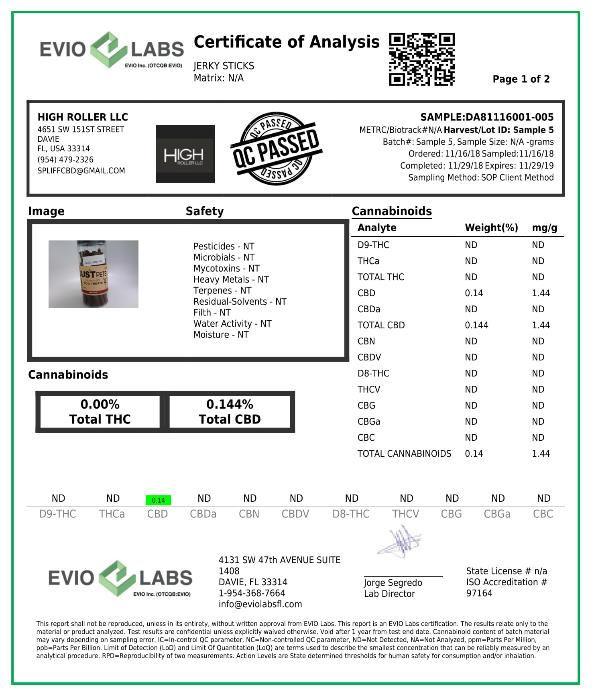 EVIO LABS
EVIO Inc. (OTCQB:EVIO)
Certificate of Analysis
JERKY STICKS
Matrix: N/A
Page 1 of 2
HIGH ROLLER LLC
4651 SW 151ST STREET
DAVIE
FL, USA 33314
(954) 479-2326
SPLIFFCBD@GMAIL.COM
HIGH
ROLLER LLC
QC PASSED
QC PASSED
QC PASSED
SAMPLE:DA81116001-005
METRC/Biotrack#N/A Harvest/Lot ID: Sample 5
Batch#: Sample 5, Sample Size: N/A -grams
Ordered: 11/16/18 Sampled:11/16/18
Completed: 11/29/18 Expires: 11/29/19
Sampling Method: SOP Client Method
Image
Safety
JUST PETS
Pesticides - NT
Microbials - NT
Mycotoxins - NT
Heavy Metals - NT
Terpenes - NT
Residual-Solvents - NT
Filth - NT
Water Activity - NT
Moisture - NT
Cannabinoids
0.00%
Total THC
0.144%
Total CBD
Cannabinoids
Analyte Weight(%) mg/g
D9-THC ND ND
THCa ND ND
TOTAL THC ND ND
CBD 0.14 1.44
CBDa ND ND
TOTAL CBD 0.144 1.44
CBN ND ND
CBDV ND ND
D8-THC ND ND
THCV ND ND
CBG ND ND
CBGa ND ND
CBC ND ND
TOTAL CANNABINOIDS 0.14 1.44
ND ND 0.14 ND ND ND ND ND ND ND ND
D9-THC THCa CBD CBDa CBN CBDV D8-THC THCV CBG CBGa CBC
EVIO LABS
EVIO Inc. (OTCQB:EVIO)
4131 SW 47th AVENUE SUITE
1408
DAVIE, FL 33314
1-954-368-7664
info@eviolabsfl.com
Jorge Segredo
Lab Director
State License # n/a
ISO Accreditation #
97164
This report shall not be reproduced, unless in its entirety, without written approval from EVIO Labs. This report is an EVIO Labs certification. The results relate only to the
material or product analyzed. Test results are confidential unless explicitly waived otherwise. Void after 1 year from test end date. Cannabinoid content of batch material
may vary depending on sampling error. IC=In-control QC parameter, NC=Non-controlled QC parameter, ND=Not Detected, NA=Not Analyzed, ppm=Parts Per Million,
ppb=Parts Per Billion. Limit of Detection (LoD) and Limit Of Quantitation (LoQ) are terms used to describe the smallest concentration that can be reliably measured by an
analytical procedure. RPD=Reproducibility of two measurements. Action Levels are State determined thresholds for human safety for consumption and/or inhalation.